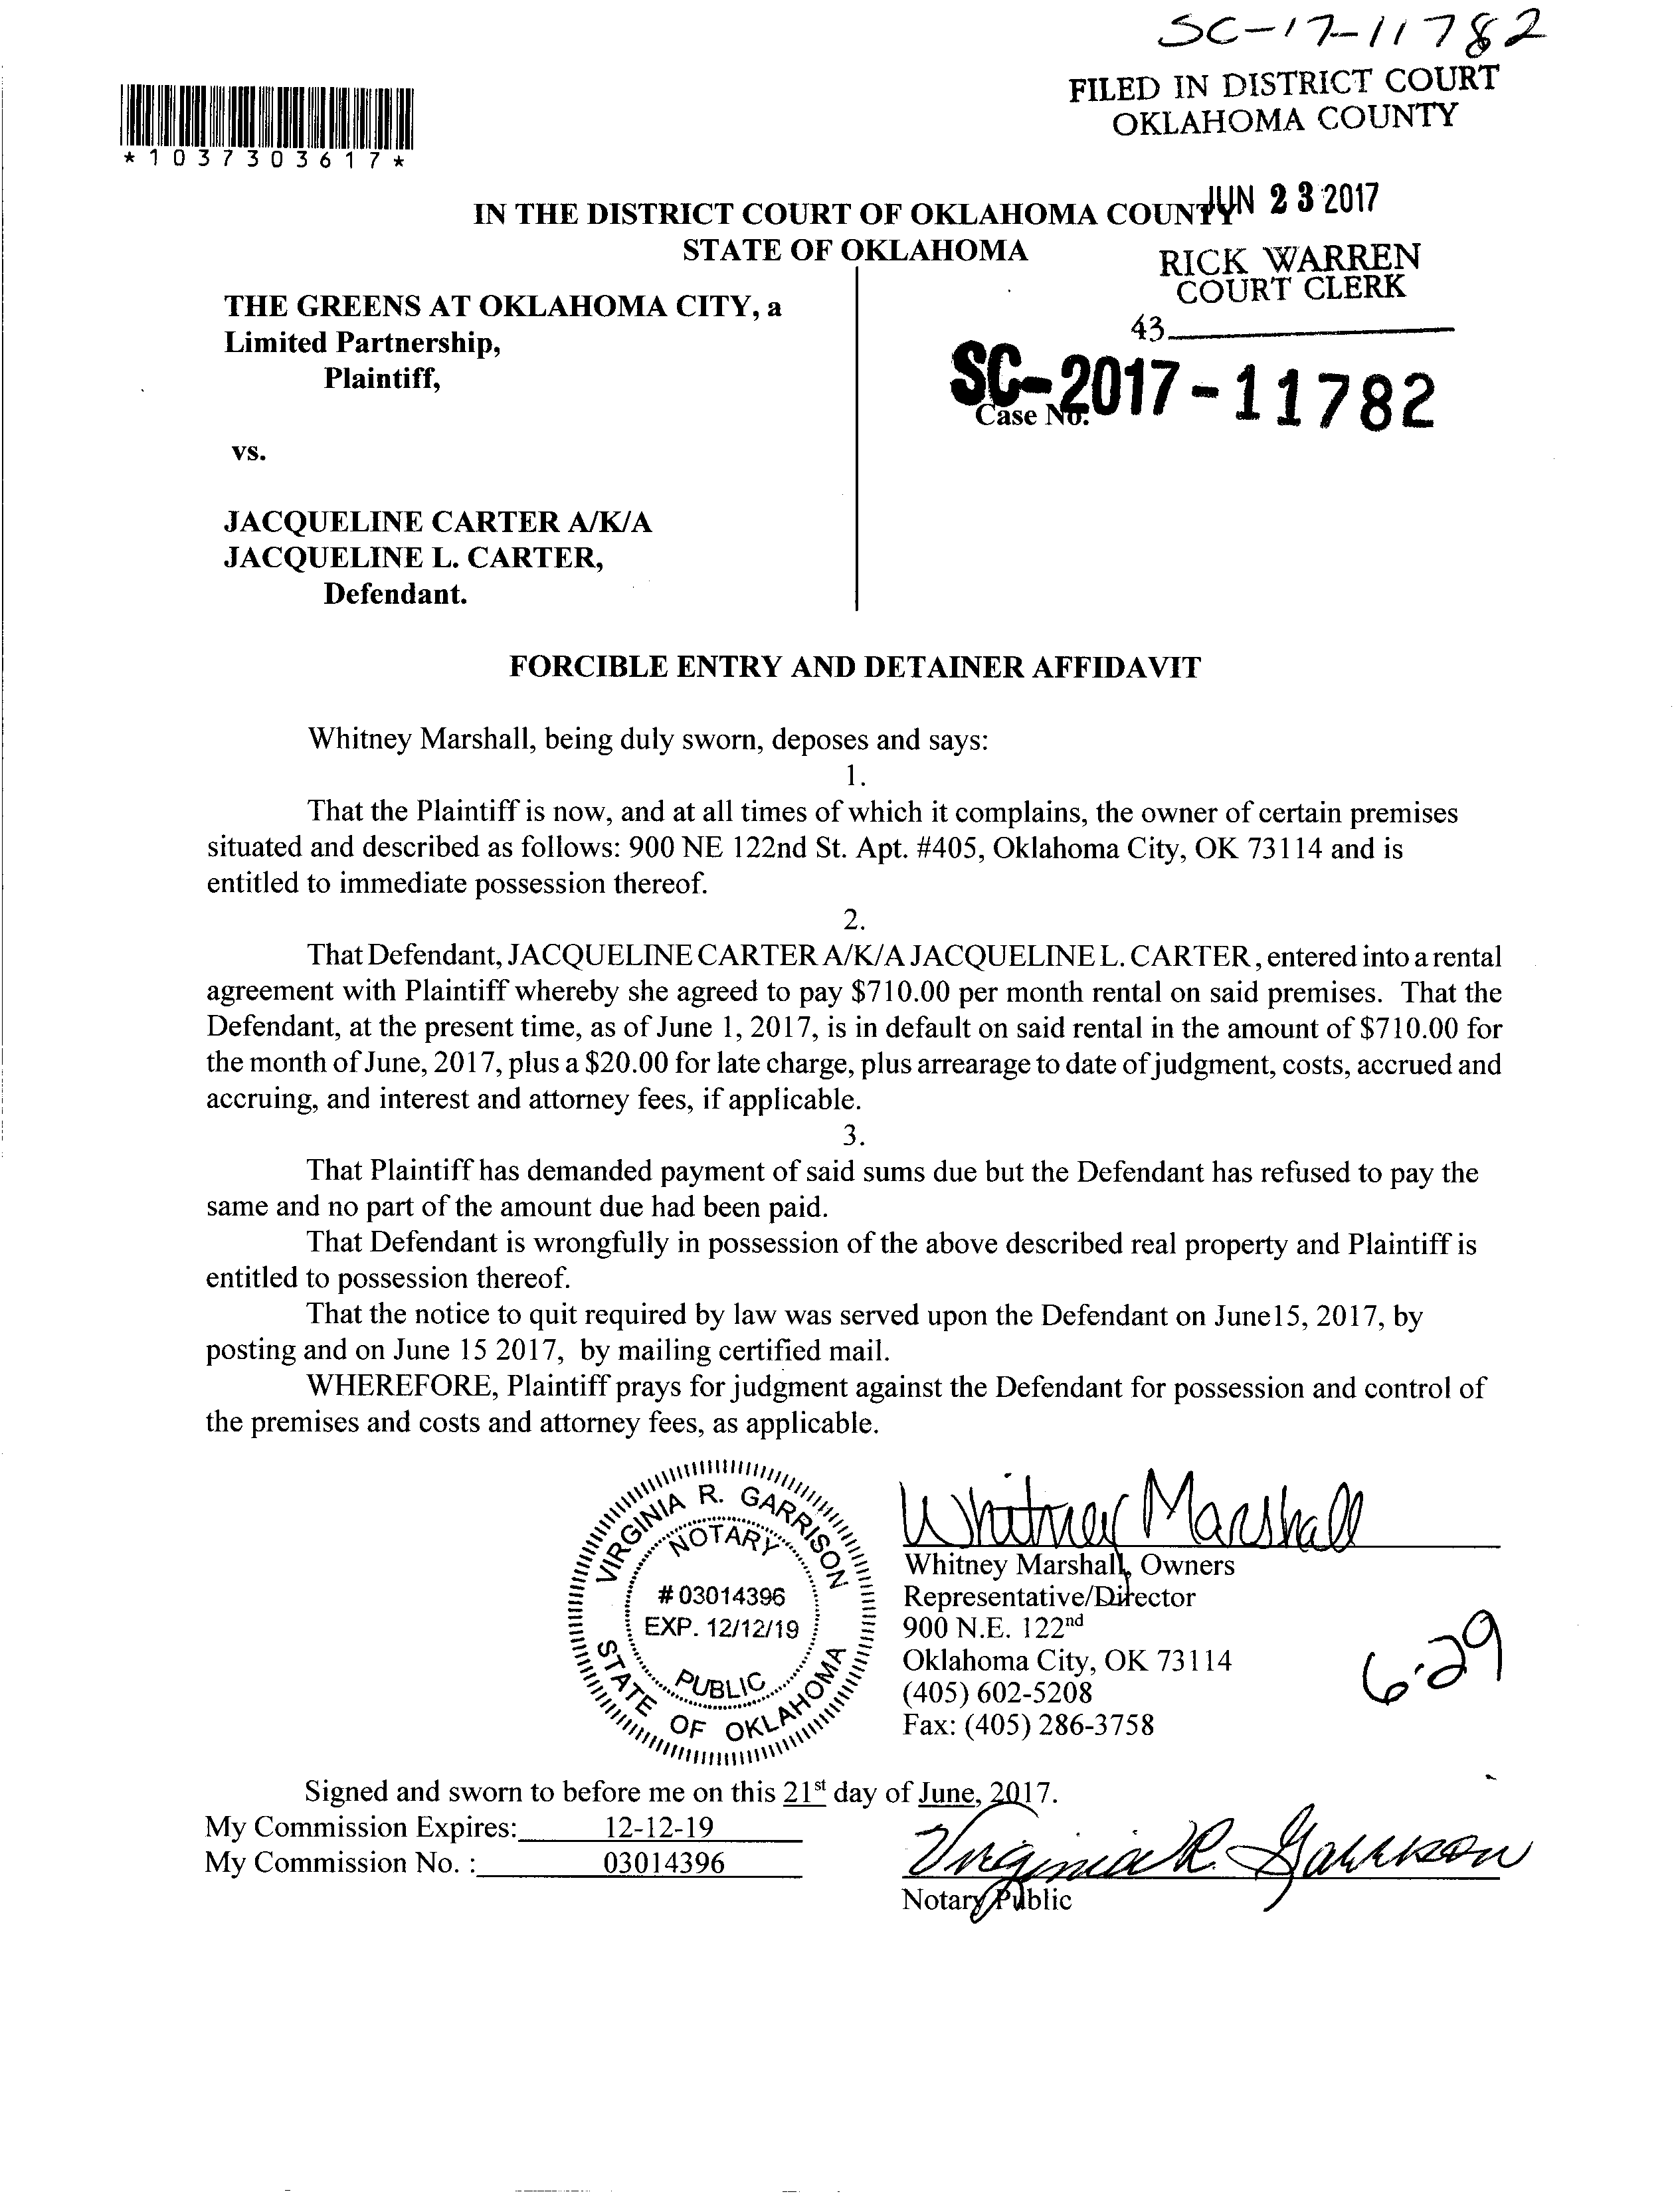 SC-17-11782
FILED IN DISTRICT COURT
OKLAHOMA COUNTY
*1037303617*
JUN 23 2017
IN THE DISTRICT COURT OF OKLAHOMA COUNTY
STATE OF OKLAHOMA
RICK WARREN
COURT CLERK
43
THE GREENS AT OKLAHOMA CITY, a
Limited Partnership,
Plaintiff,
SC-2017-11782
Case No.
vs.
JACQUELINE CARTER A/K/A
JACQUELINE L. CARTER,
Defendant.
FORCIBLE ENTRY AND DETAINER AFFIDAVIT
Whitney Marshall, being duly sworn, deposes and says:
1.
That the Plaintiff is now, and at all times of which it complains, the owner of certain premises
situated and described as follows: 900 NE 122nd St. Apt. #405, Oklahoma City, OK 73114 and is
entitled to immediate possession thereof.
2.
That Defendant, JACQUELINE CARTER A/K/A JACQUELINE L. CARTER, entered into a rental
agreement with Plaintiff whereby she agreed to pay $710.00 per month rental on said premises. That the
Defendant, at the present time, as of June 1, 2017, is in default on said rental in the amount of $710.00 for
the month of June, 2017, plus a $20.00 for late charge, plus arrearage to date of judgment, costs, accrued and
accruing, and interest and attorney fees, if applicable.
3.
That Plaintiff has demanded payment of said sums due but the Defendant has refused to pay the
same and no part of the amount due had been paid.
That Defendant is wrongfully in possession of the above described real property and Plaintiff is
entitled to possession thereof.
That the notice to quit required by law was served upon the Defendant on June15, 2017, by
posting and on June 15 2017, by mailing certified mail.
WHEREFORE, Plaintiff prays for judgment against the Defendant for possession and control of
the premises and costs and attorney fees, as applicable.
VIRGINIA R. GARRISON
NOTARY
# 03014396
EXP. 12/12/19
PUBLIC
STATE OF OKLAHOMA
Whitney Marshall
Whitney Marshall, Owners
Representative/Director
900 N.E. 122nd
Oklahoma City, OK 73114
(405) 602-5208
Fax: (405) 286-3758
6-29
Signed and sworn to before me on this 21st day of June, 2017.
My Commission Expires: 12-12-19
My Commission No. : 03014396
Virginia R. Garrison
Notary Public